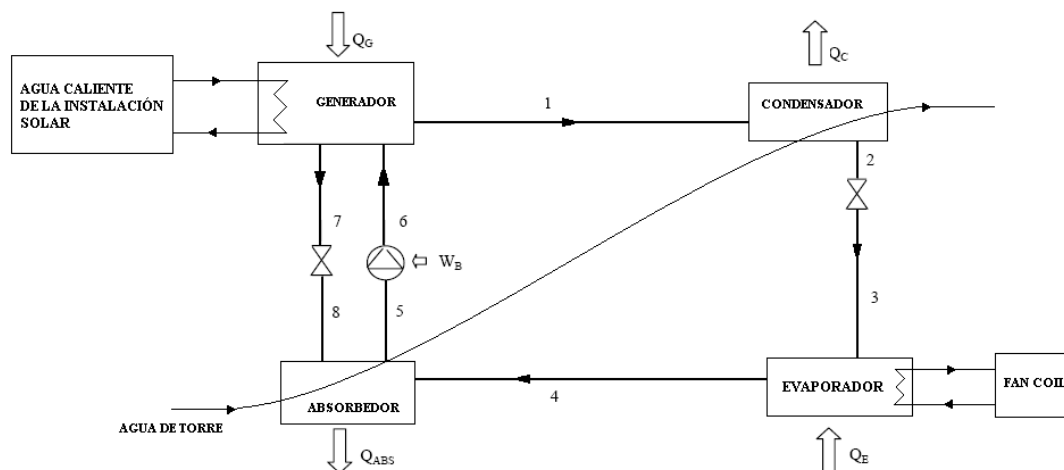 Q_G
Q_C
AGUA CALIENTE
DE LA INSTALACIÓN
SOLAR
GENERADOR
1
CONDENSADOR
2
7
6
W_B
3
8
5
EVAPORADOR
FAN COIL
4
ABSORBEDOR
AGUA DE TORRE
Q_ABS
Q_E